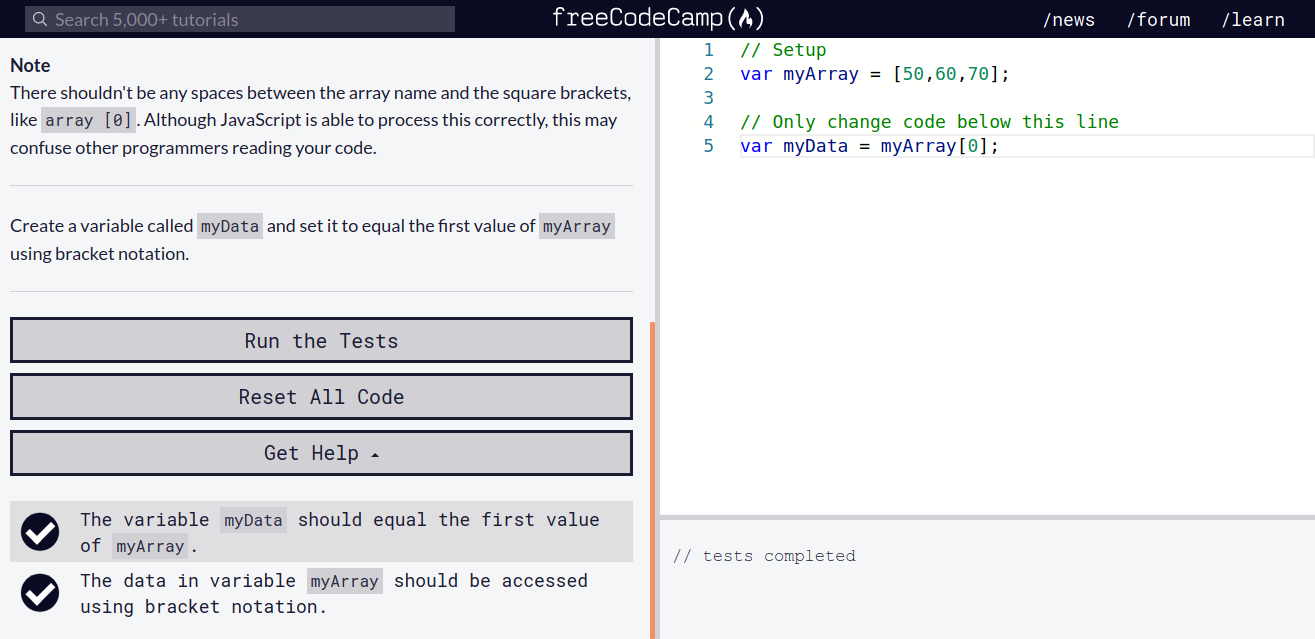 Search 5,000+ tutorials
freeCodeCamp(🔥)
/news /forum /learn
Note
There shouldn't be any spaces between the array name and the square brackets,
like array [0]. Although JavaScript is able to process this correctly, this may
confuse other programmers reading your code.
Create a variable called myData and set it to equal the first value of myArray
using bracket notation.
Run the Tests
Reset All Code
Get Help
The variable myData should equal the first value
of myArray.
The data in variable myArray should be accessed
using bracket notation.
1 // Setup
2 var myArray = [50,60,70];
3
4 // Only change code below this line
5 var myData = myArray[0];
// tests completed